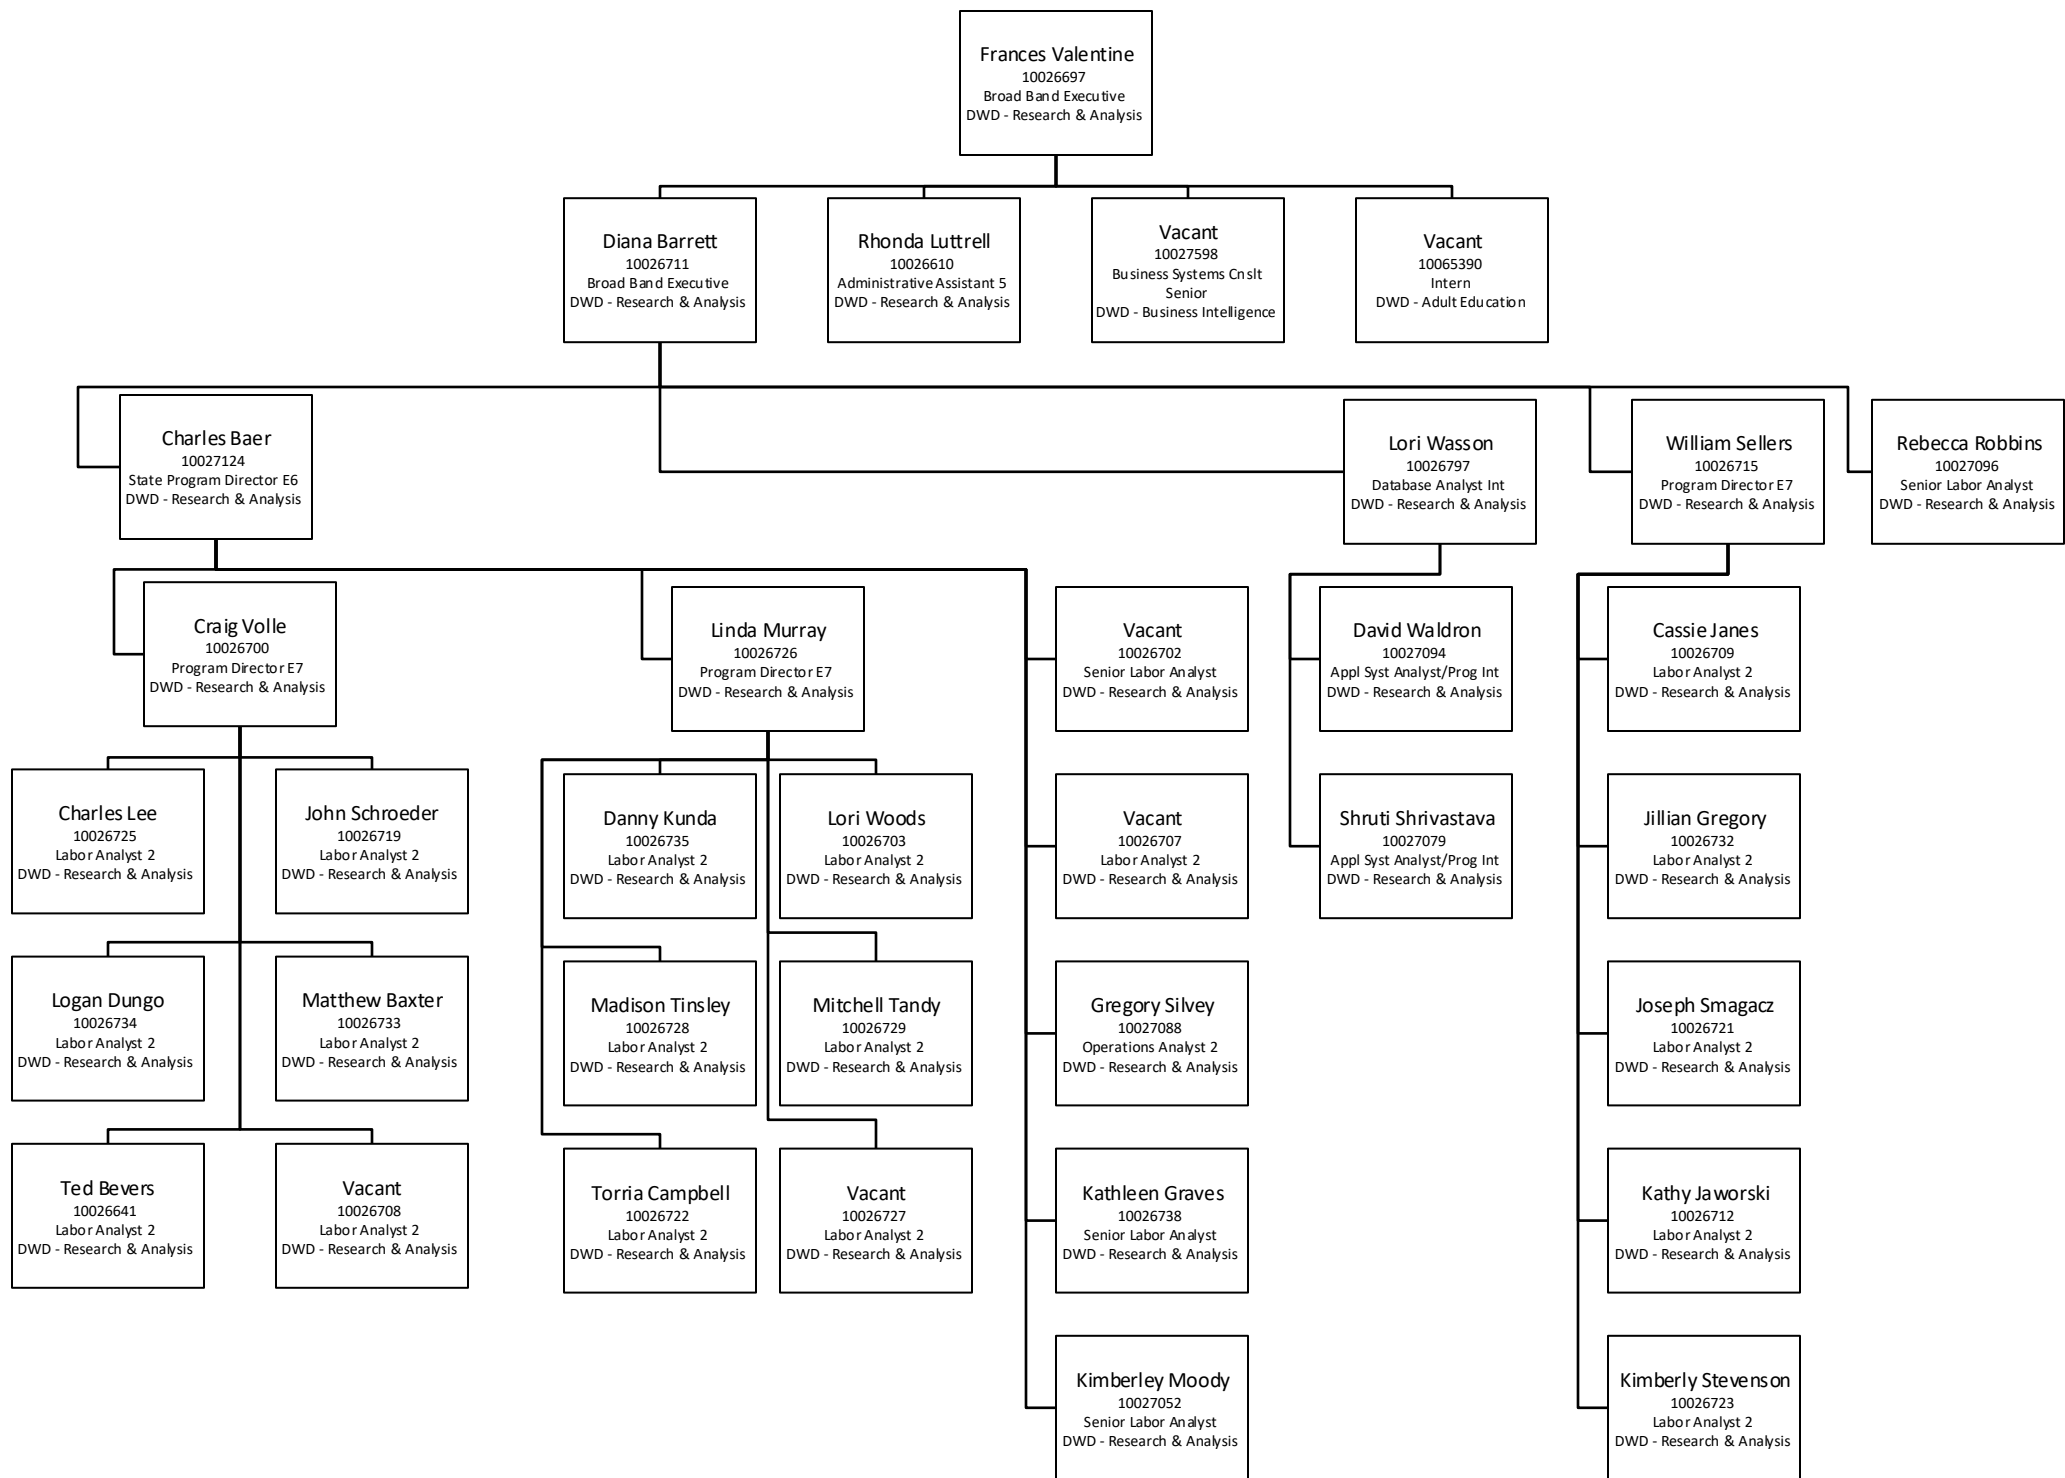 Frances Valentine
10026697
Broad Band Executive
DWD - Research & Analysis
Diana Barrett
10026711
Broad Band Executive
DWD - Research & Analysis
Rhonda Luttrell
10026610
Administrative Assistant 5
DWD - Research & Analysis
Vacant
10027598
Business Systems Cnslt
Senior
DWD - Business Intelligence
Vacant
10065390
Intern
DWD - Adult Education
Charles Baer
10027124
State Program Director E6
DWD - Research & Analysis
Lori Wasson
10026797
Database Analyst Int
DWD - Research & Analysis
William Sellers
10026715
Program Director E7
DWD - Research & Analysis
Rebecca Robbins
10027096
Senior Labor Analyst
DWD - Research & Analysis
Craig Volle
10026700
Program Director E7
DWD - Research & Analysis
Linda Murray
10026726
Program Director E7
DWD - Research & Analysis
Vacant
10026702
Senior Labor Analyst
DWD - Research & Analysis
David Waldron
10027094
Appl Syst Analyst/Prog Int
DWD - Research & Analysis
Cassie Janes
10026709
Labor Analyst 2
DWD - Research & Analysis
Charles Lee
10026725
Labor Analyst 2
DWD - Research & Analysis
John Schroeder
10026719
Labor Analyst 2
DWD - Research & Analysis
Danny Kunda
10026735
Labor Analyst 2
DWD - Research & Analysis
Lori Woods
10026703
Labor Analyst 2
DWD - Research & Analysis
Vacant
10026707
Labor Analyst 2
DWD - Research & Analysis
Shruti Shrivastava
10027079
Appl Syst Analyst/Prog Int
DWD - Research & Analysis
Jillian Gregory
10026732
Labor Analyst 2
DWD - Research & Analysis
Logan Dungo
10026734
Labor Analyst 2
DWD - Research & Analysis
Matthew Baxter
10026733
Labor Analyst 2
DWD - Research & Analysis
Madison Tinsley
10026728
Labor Analyst 2
DWD - Research & Analysis
Mitchell Tandy
10026729
Labor Analyst 2
DWD - Research & Analysis
Gregory Silvey
10027088
Operations Analyst 2
DWD - Research & Analysis
Joseph Smagacz
10026721
Labor Analyst 2
DWD - Research & Analysis
Ted Bevers
10026641
Labor Analyst 2
DWD - Research & Analysis
Vacant
10026708
Labor Analyst 2
DWD - Research & Analysis
Torria Campbell
10026722
Labor Analyst 2
DWD - Research & Analysis
Vacant
10026727
Labor Analyst 2
DWD - Research & Analysis
Kathleen Graves
10026738
Senior Labor Analyst
DWD - Research & Analysis
Kathy Jaworski
10026712
Labor Analyst 2
DWD - Research & Analysis
Kimberley Moody
10027052
Senior Labor Analyst
DWD - Research & Analysis
Kimberly Stevenson
10026723
Labor Analyst 2
DWD - Research & Analysis